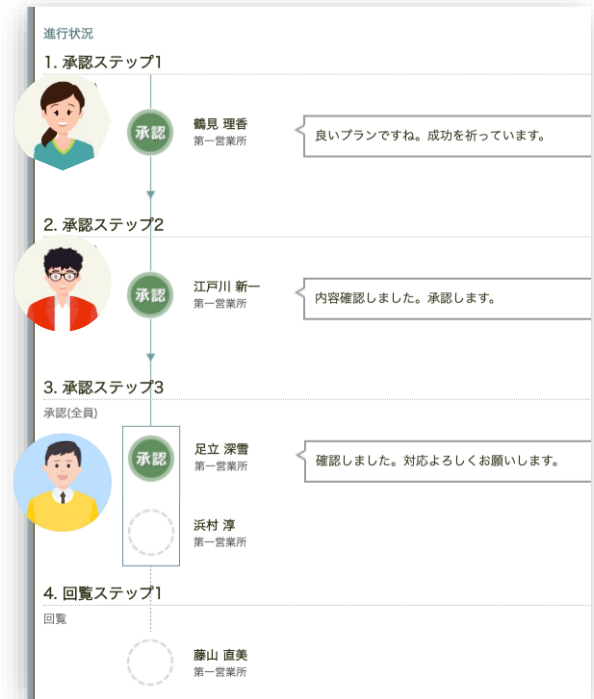 進行状況
1. 承認ステップ1
承認
鶴見 理香
第一営業所
良いプランですね。成功を祈っています。
2. 承認ステップ2
承認
江戸川 新一
第一営業所
内容確認しました。承認します。
3. 承認ステップ3
承認(全員)
承認
足立 深雪
第一営業所
確認しました。対応よろしくお願いします。
浜村 淳
第一営業所
4. 回覧ステップ1
回覧
藤山 直美
第一営業所